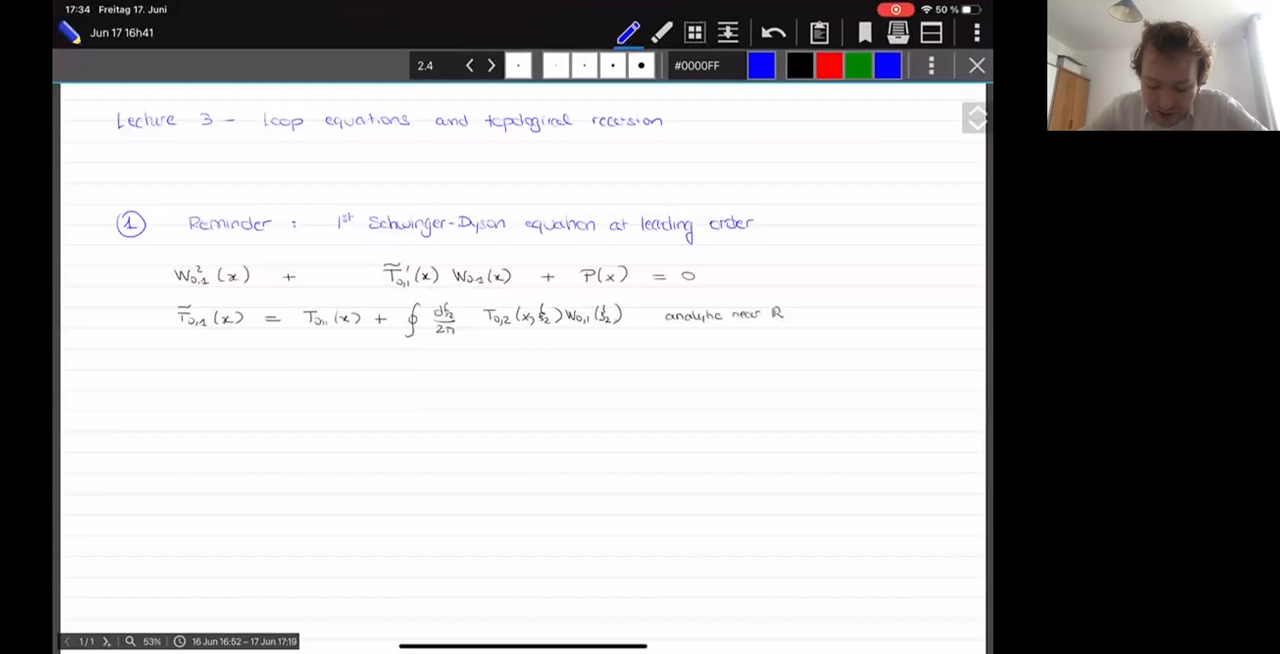 17:34 Freitag 17. Juni 50 %
Jun 17 16h41
2.4 #0000FF
Lecture 3 - Loop equations and topological recersion
① Reminder : 1st Schwinger-Dyson equation at leading order
W₀,₁²(x) + T̃₀,₁'(x) W₀,₁(x) + P(x) = 0
T̃₀,₁(x) = T₀,₁(x) + ∮ dξ₂/2π T₀,₂(x, ξ₂) W₀,₁(ξ₂) analytic near ℝ
1/1 53% 16 Jun 16:52 – 17 Jun 17:19